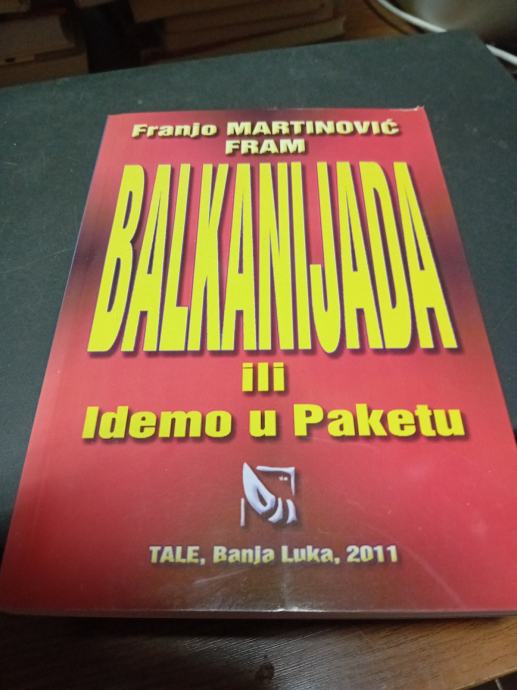 Franjo MARTINOVIĆ
FRAM
BALKANIJADA
ili
Idemo u Paketu
TALE, Banja Luka, 2011